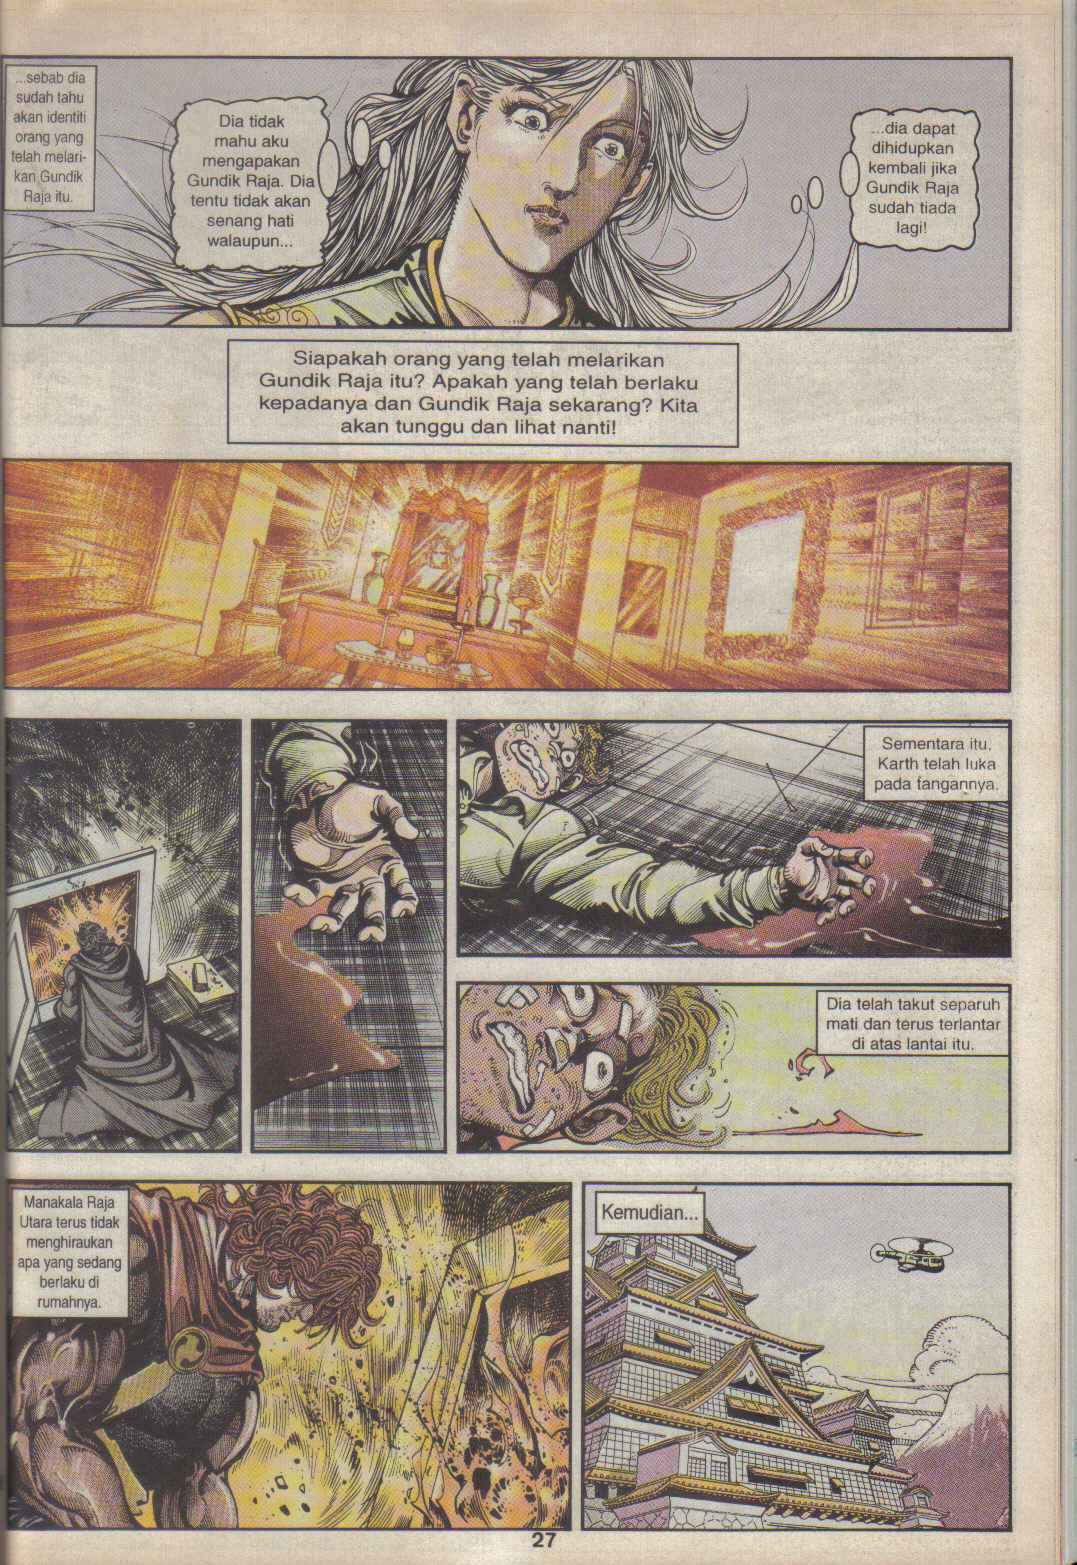 ...sebab dia
sudah tahu
akan identiti
orang yang
telah melari-
kan Gundik
Raja itu.
Dia tidak
mahu aku
mengapakan
Gundik Raja. Dia
tentu tidak akan
senang hati
walaupun...
...dia dapat
dihidupkan
kembali jika
Gundik Raja
sudah tiada
lagi!
Siapakah orang yang telah melarikan
Gundik Raja itu? Apakah yang telah berlaku
kepadanya dan Gundik Raja sekarang? Kita
akan tunggu dan lihat nanti!
Sementara itu,
Karth telah luka
pada tangannya.
Dia telah takut separuh
mati dan terus terlantar
di atas lantai itu.
Manakala Raja
Utara terus tidak
menghiraukan
apa yang sedang
berlaku di
rumahnya.
Kemudian...
27